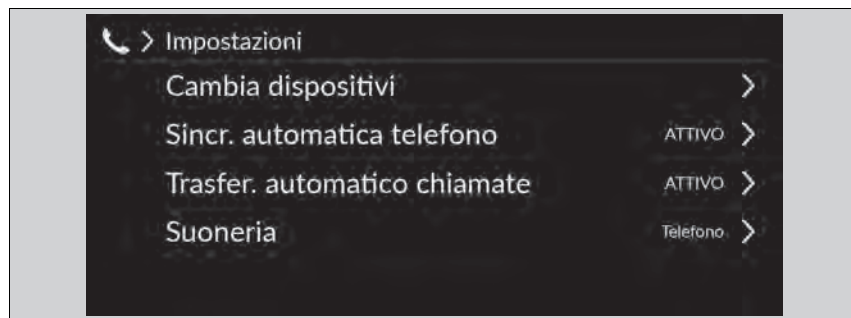 Impostazioni
Cambia dispositivi
Sincr. automatica telefono ATTIVO
Trasfer. automatico chiamate ATTIVO
Suoneria Telefono